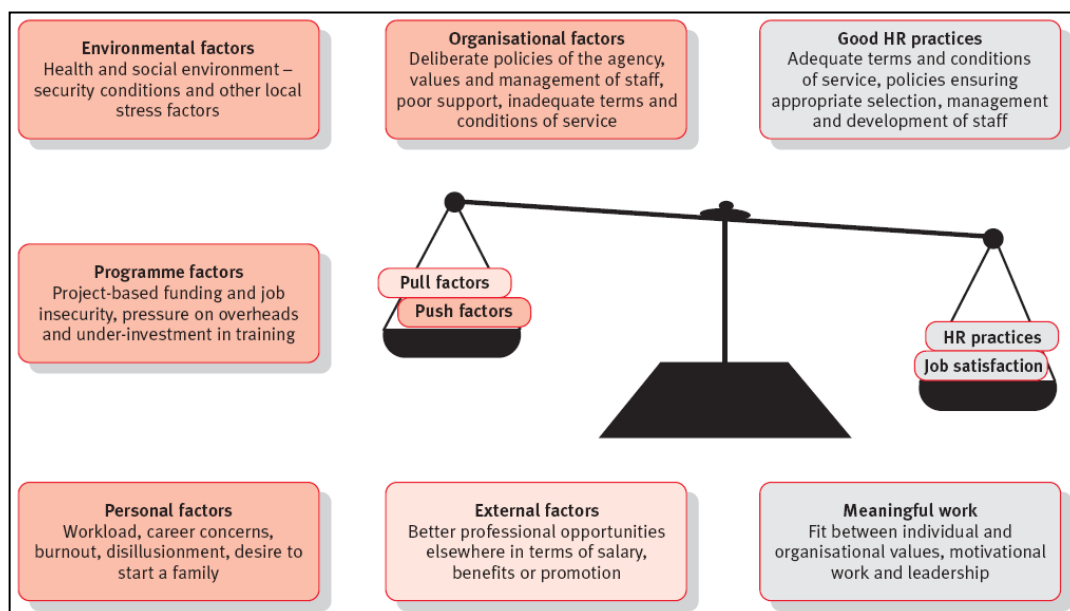 Environmental factors
Health and social environment –
security conditions and other local
stress factors
Organisational factors
Deliberate policies of the agency,
values and management of staff,
poor support, inadequate terms and
conditions of service
Good HR practices
Adequate terms and conditions
of service, policies ensuring
appropriate selection, management
and development of staff
Programme factors
Project-based funding and job
insecurity, pressure on overheads
and under-investment in training
Pull factors
Push factors
HR practices
Job satisfaction
Personal factors
Workload, career concerns,
burnout, disillusionment, desire to
start a family
External factors
Better professional opportunities
elsewhere in terms of salary,
benefits or promotion
Meaningful work
Fit between individual and
organisational values, motivational
work and leadership